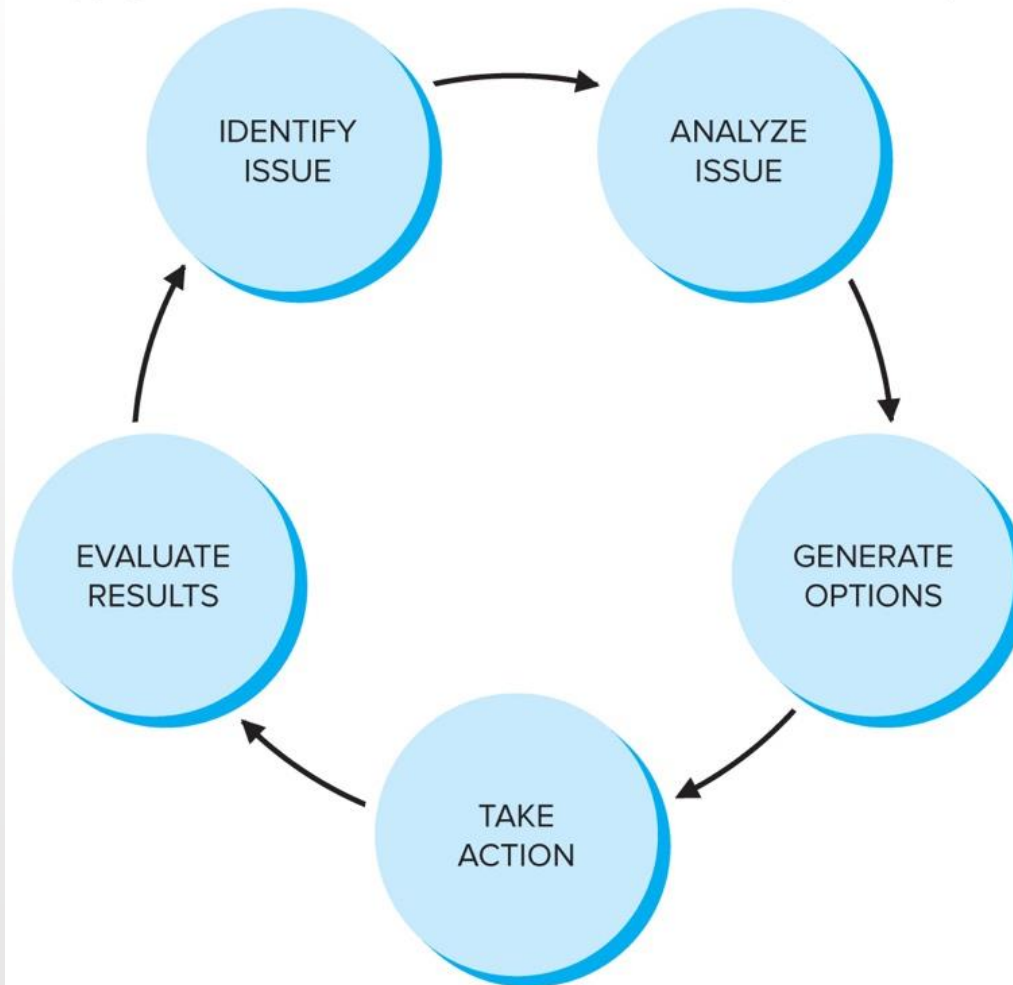 IDENTIFY
ISSUE
ANALYZE
ISSUE
GENERATE
OPTIONS
TAKE
ACTION
EVALUATE
RESULTS